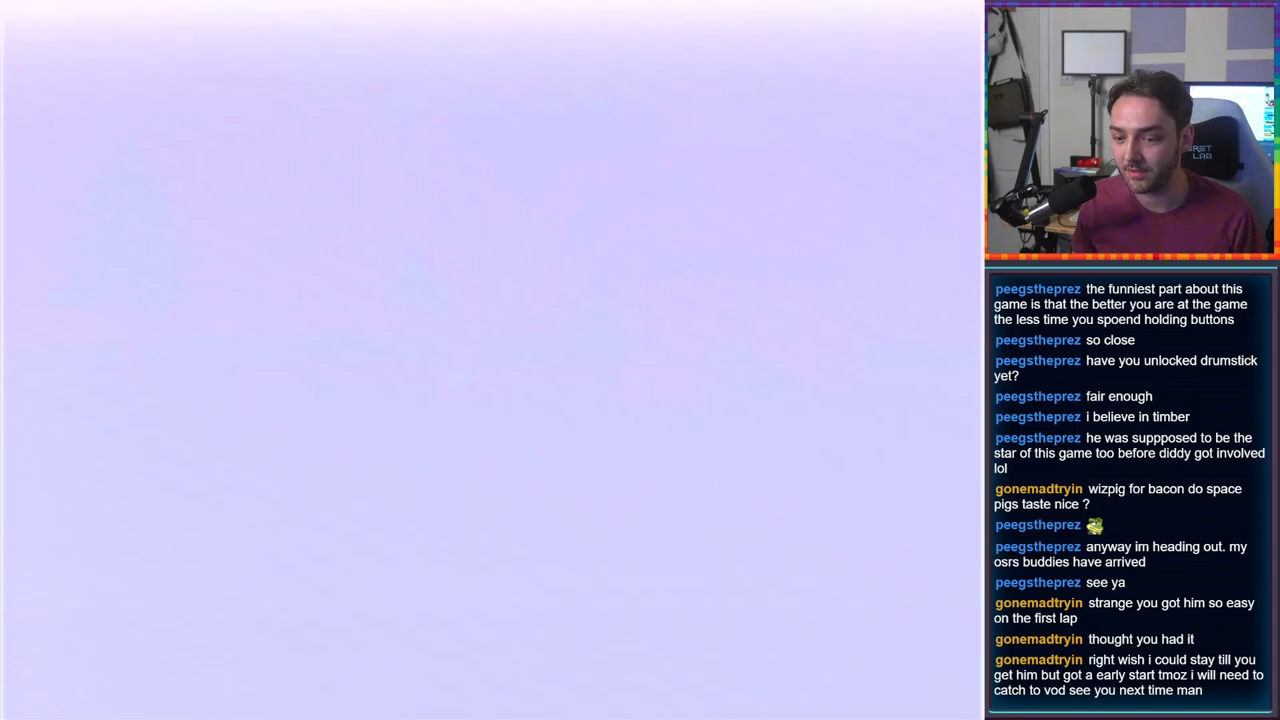 RET
LAB
peegstheprez the funniest part about this
game is that the better you are at the game
the less time you spoend holding buttons
peegstheprez so close
peegstheprez have you unlocked drumstick
yet?
peegstheprez fair enough
peegstheprez i believe in timber
peegstheprez he was suppposed to be the
star of this game too before diddy got involved
lol
gonemadtryin wizpig for bacon do space
pigs taste nice ?
peegstheprez
peegstheprez anyway im heading out. my
osrs buddies have arrived
peegstheprez see ya
gonemadtryin strange you got him so easy
on the first lap
gonemadtryin thought you had it
gonemadtryin right wish i could stay till you
get him but got a early start tmoz i will need to
catch to vod see you next time man